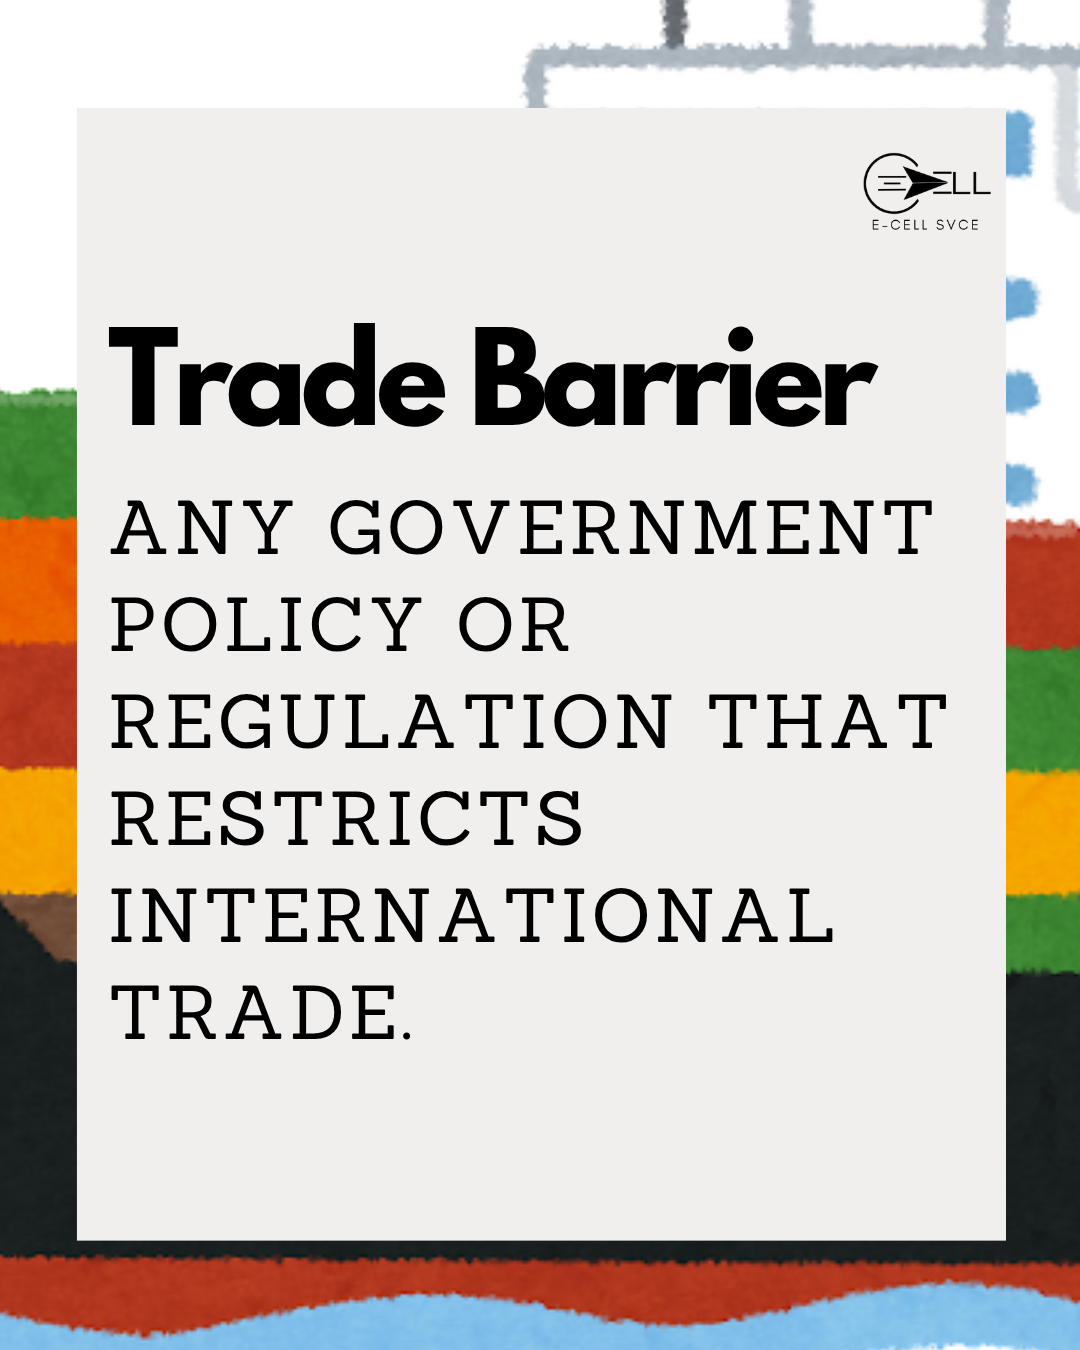 ELL
E-CELL SVCE
Trade Barrier
ANY GOVERNMENT
POLICY OR
REGULATION THAT
RESTRICTS
INTERNATIONAL
TRADE.